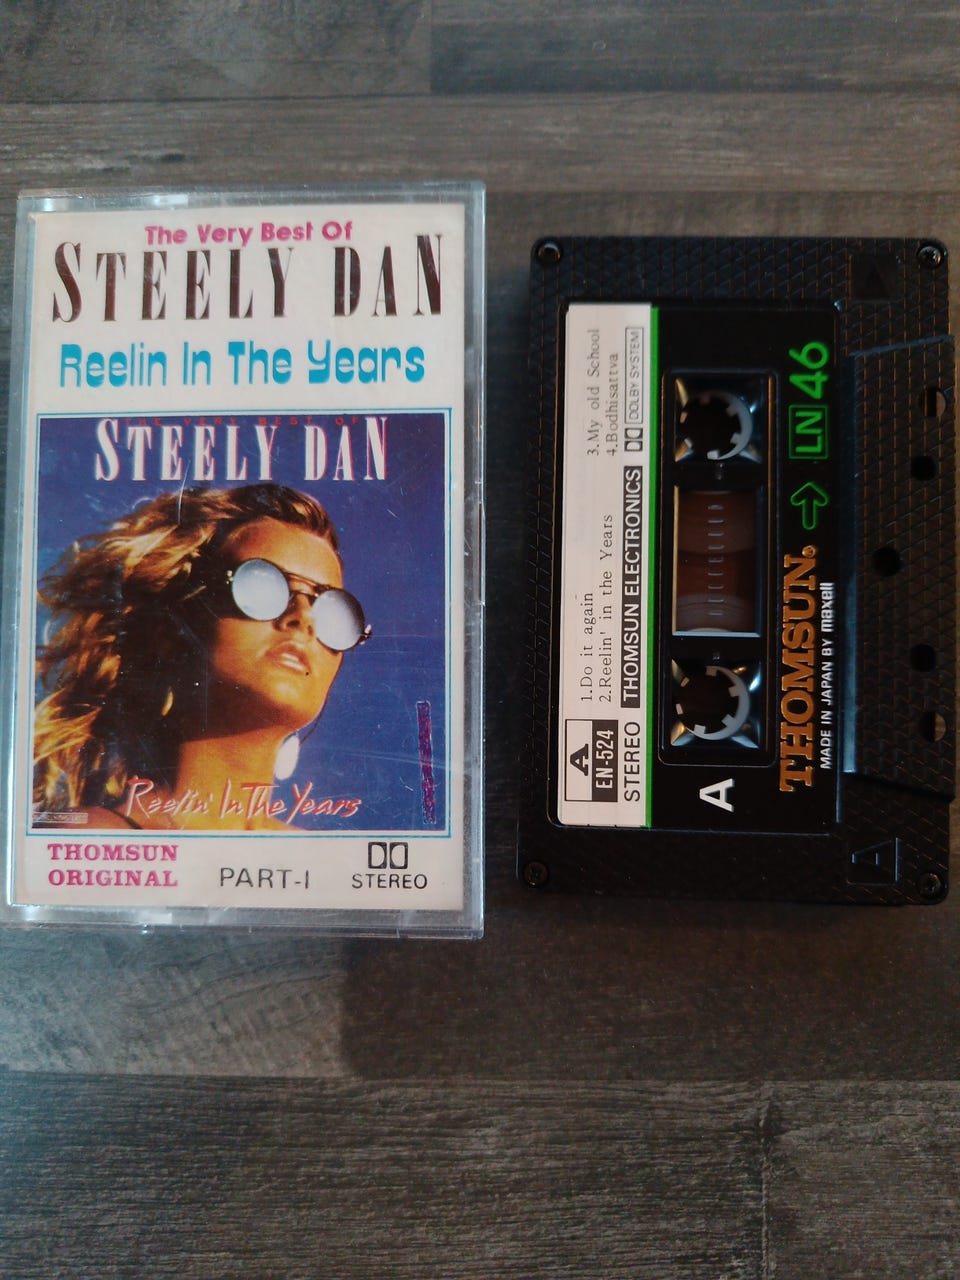 The Very Best Of
STEELY DAN
Reelin In The Years
THE VERY BEST OF
STEELY DAN
Reelin' In The Years
THOMSUN
ORIGINAL
PART-I
STEREO
A
EN-524
STEREO
1.Do it again
2.Reelin' in the Years
3.My old School
4.Bodhisattva
THOMSUN ELECTRONICS
DOLBY SYSTEM
A
THOMSUN.
MADE IN JAPAN BY maxell
LN 46
A